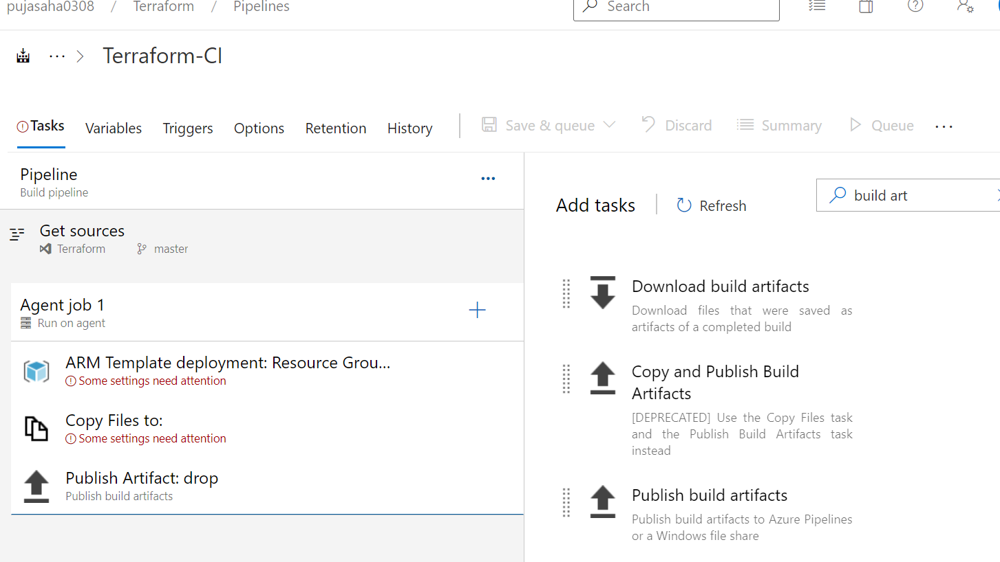 pujasaha0308 / Terraform / Pipelines
Search
Terraform-CI
Tasks Variables Triggers Options Retention History
Save & queue Discard Summary Queue
Pipeline
Build pipeline
Get sources
Terraform master
Agent job 1
Run on agent
ARM Template deployment: Resource Grou...
Some settings need attention
Copy Files to:
Some settings need attention
Publish Artifact: drop
Publish build artifacts
Add tasks Refresh
build art
Download build artifacts
Download files that were saved as
artifacts of a completed build
Copy and Publish Build
Artifacts
[DEPRECATED] Use the Copy Files task
and the Publish Build Artifacts task
instead
Publish build artifacts
Publish build artifacts to Azure Pipelines
or a Windows file share